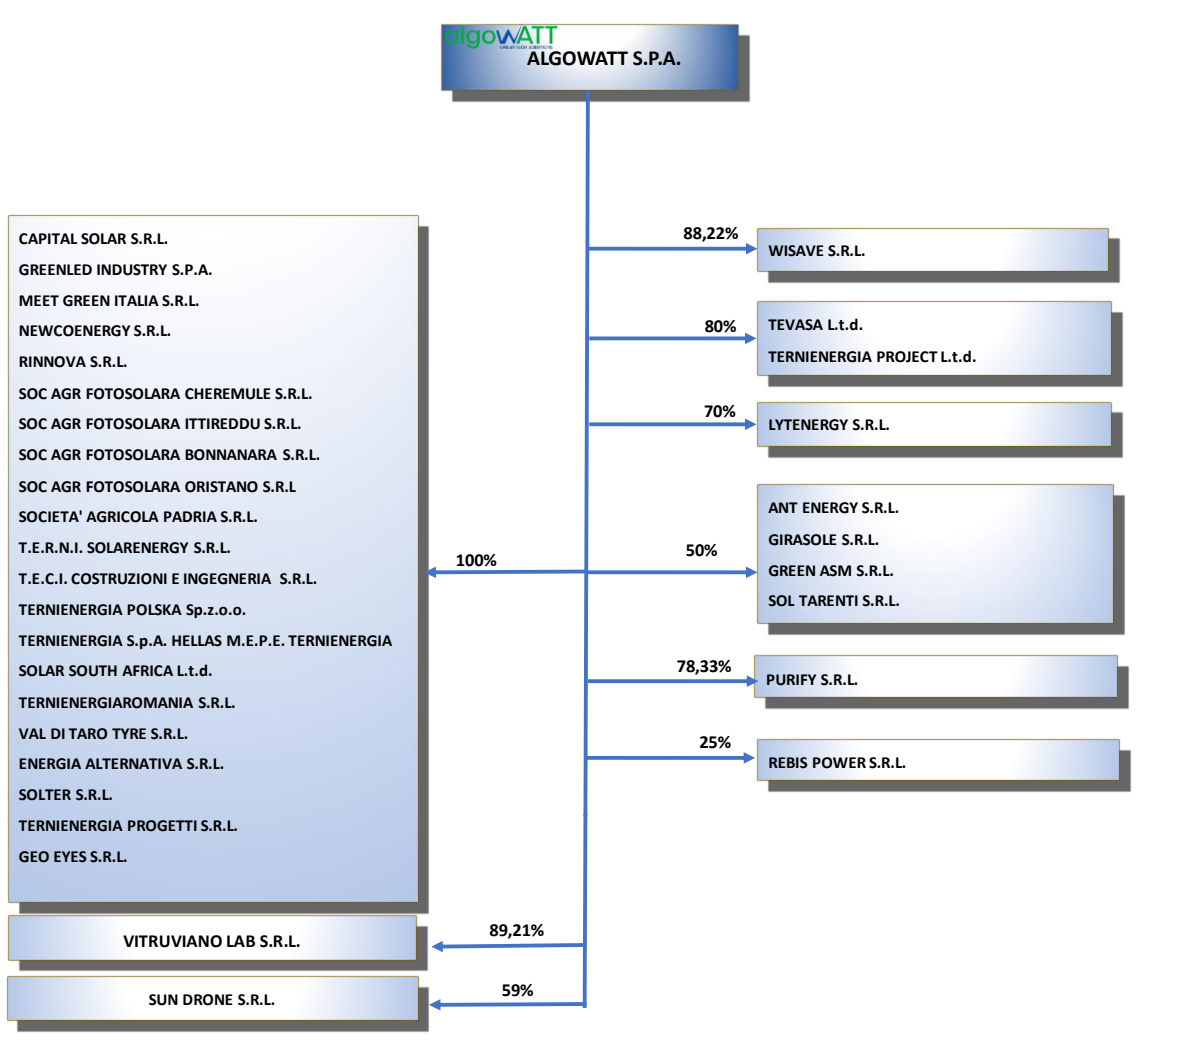 algowATT
GREENTECH SOLUTIONS
ALGOWATT S.P.A.
CAPITAL SOLAR S.R.L.
GREENLED INDUSTRY S.P.A.
MEET GREEN ITALIA S.R.L.
NEWCOENERGY S.R.L.
RINNOVA S.R.L.
SOC AGR FOTOSOLARA CHEREMULE S.R.L.
SOC AGR FOTOSOLARA ITTIREDDU S.R.L.
SOC AGR FOTOSOLARA BONNANARA S.R.L.
SOC AGR FOTOSOLARA ORISTANO S.R.L
SOCIETA' AGRICOLA PADRIA S.R.L.
T.E.R.N.I. SOLARENERGY S.R.L.
T.E.C.I. COSTRUZIONI E INGEGNERIA S.R.L.
TERNIENERGIA POLSKA Sp.z.o.o.
TERNIENERGIA S.p.A. HELLAS M.E.P.E. TERNIENERGIA
SOLAR SOUTH AFRICA L.t.d.
TERNIENERGIAROMANIA S.R.L.
VAL DI TARO TYRE S.R.L.
ENERGIA ALTERNATIVA S.R.L.
SOLTER S.R.L.
TERNIENERGIA PROGETTI S.R.L.
GEO EYES S.R.L.
100%
VITRUVIANO LAB S.R.L.
89,21%
SUN DRONE S.R.L.
59%
88,22%
WISAVE S.R.L.
80%
TEVASA L.t.d.
TERNIENERGIA PROJECT L.t.d.
70%
LYTENERGY S.R.L.
50%
ANT ENERGY S.R.L.
GIRASOLE S.R.L.
GREEN ASM S.R.L.
SOL TARENTI S.R.L.
78,33%
PURIFY S.R.L.
25%
REBIS POWER S.R.L.